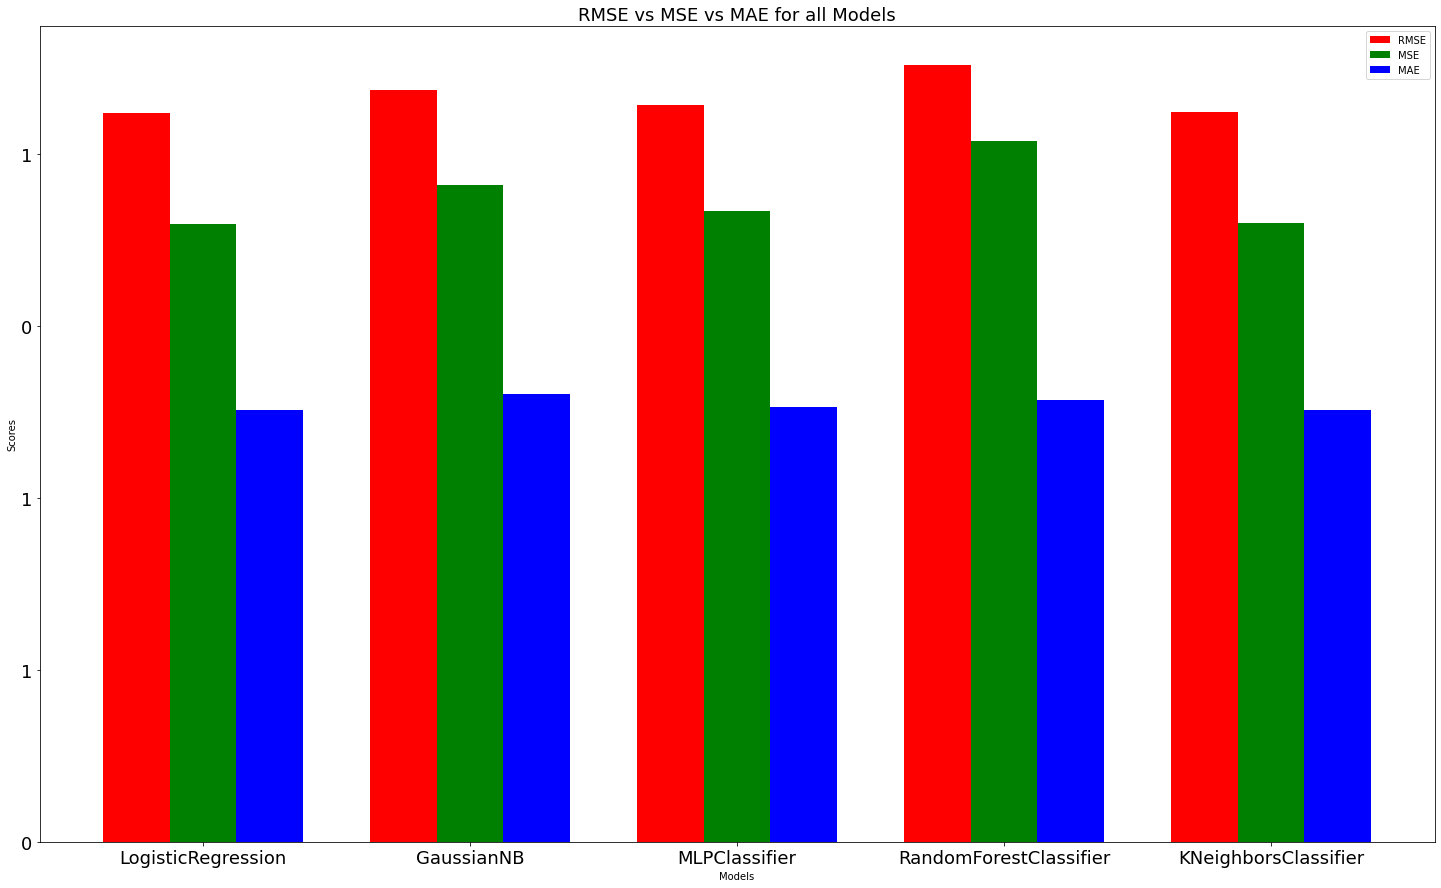 RMSE vs MSE vs MAE for all Models
RMSE
MSE
MAE
1
0
1
1
0
Scores
LogisticRegression GaussianNB MLPClassifier RandomForestClassifier KNeighborsClassifier
Models